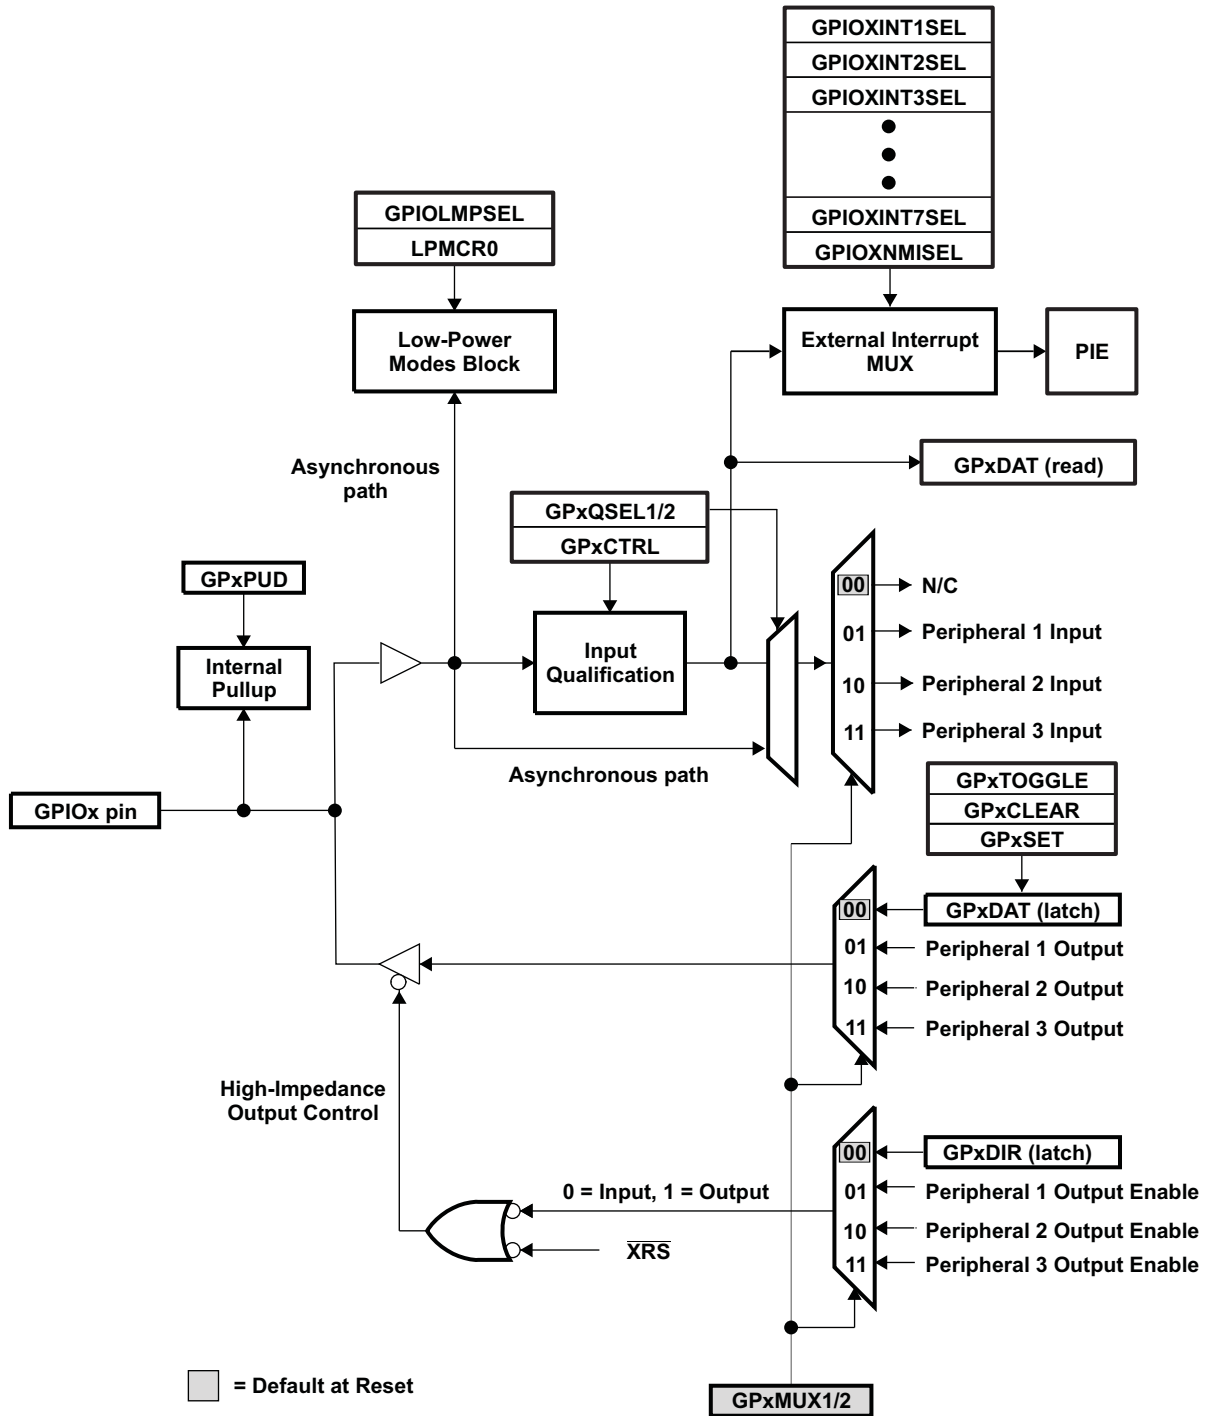 GPIOXINT1SEL
GPIOXINT2SEL
GPIOXINT3SEL
GPIOXINT7SEL
GPIOXNMISEL
GPIOLMPSEL
LPMCR0
Low-Power
Modes Block
External Interrupt
MUX
PIE
Asynchronous
path
GPxDAT (read)
GPxQSEL1/2
GPxCTRL
GPxPUD
Internal
Pullup
Input
Qualification
00
N/C
01
Peripheral 1 Input
10
Peripheral 2 Input
11
Peripheral 3 Input
Asynchronous path
GPIOx pin
GPxTOGGLE
GPxCLEAR
GPxSET
00
GPxDAT (latch)
01
Peripheral 1 Output
10
Peripheral 2 Output
11
Peripheral 3 Output
High-Impedance
Output Control
00
GPxDIR (latch)
0 = Input, 1 = Output
01
Peripheral 1 Output Enable
10
Peripheral 2 Output Enable
XRS
11
Peripheral 3 Output Enable
= Default at Reset
GPxMUX1/2